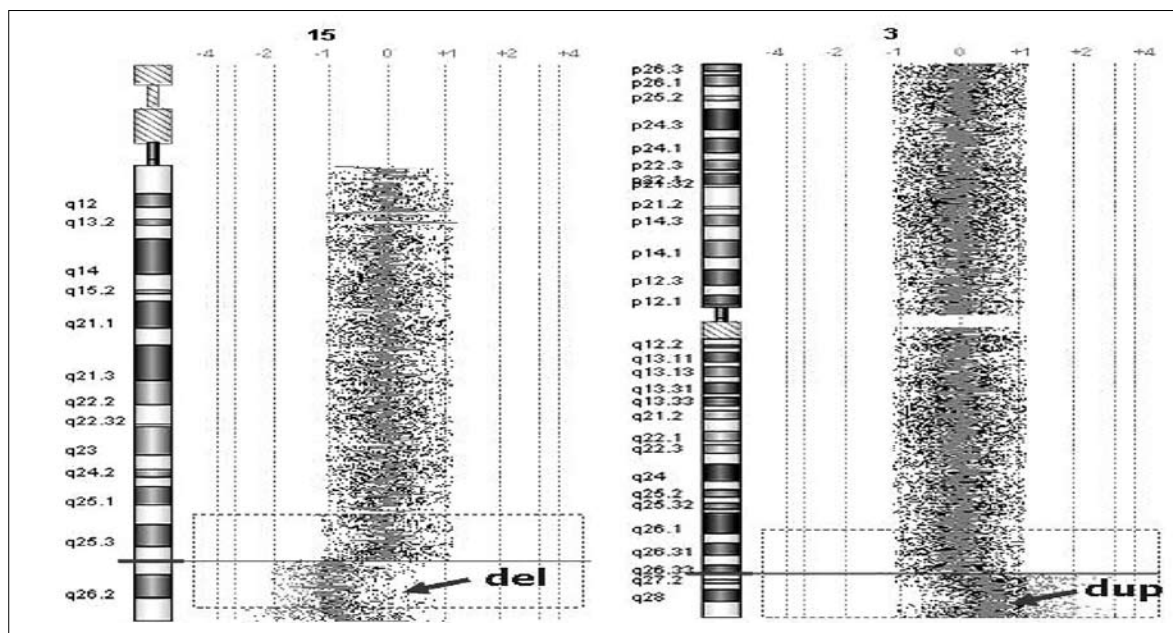 15
-4 -2 -1 0 +1 +2 +4
q12
q13.2
q14
q15.2
q21.1
q21.3
q22.2
q22.32
q23
q24.2
q25.1
q25.3
q26.2
del
3
-4 -2 -1 0 +1 +2 +4
p26.3
p26.1
p25.2
p24.3
p24.1
p22.3
p21.32
p21.2
p14.3
p14.1
p12.3
p12.1
q12.2
q13.11
q13.13
q13.31
q13.33
q21.2
q22.1
q22.3
q24
q25.2
q25.32
q26.1
q26.31
q26.33
q27.2
q28
dup